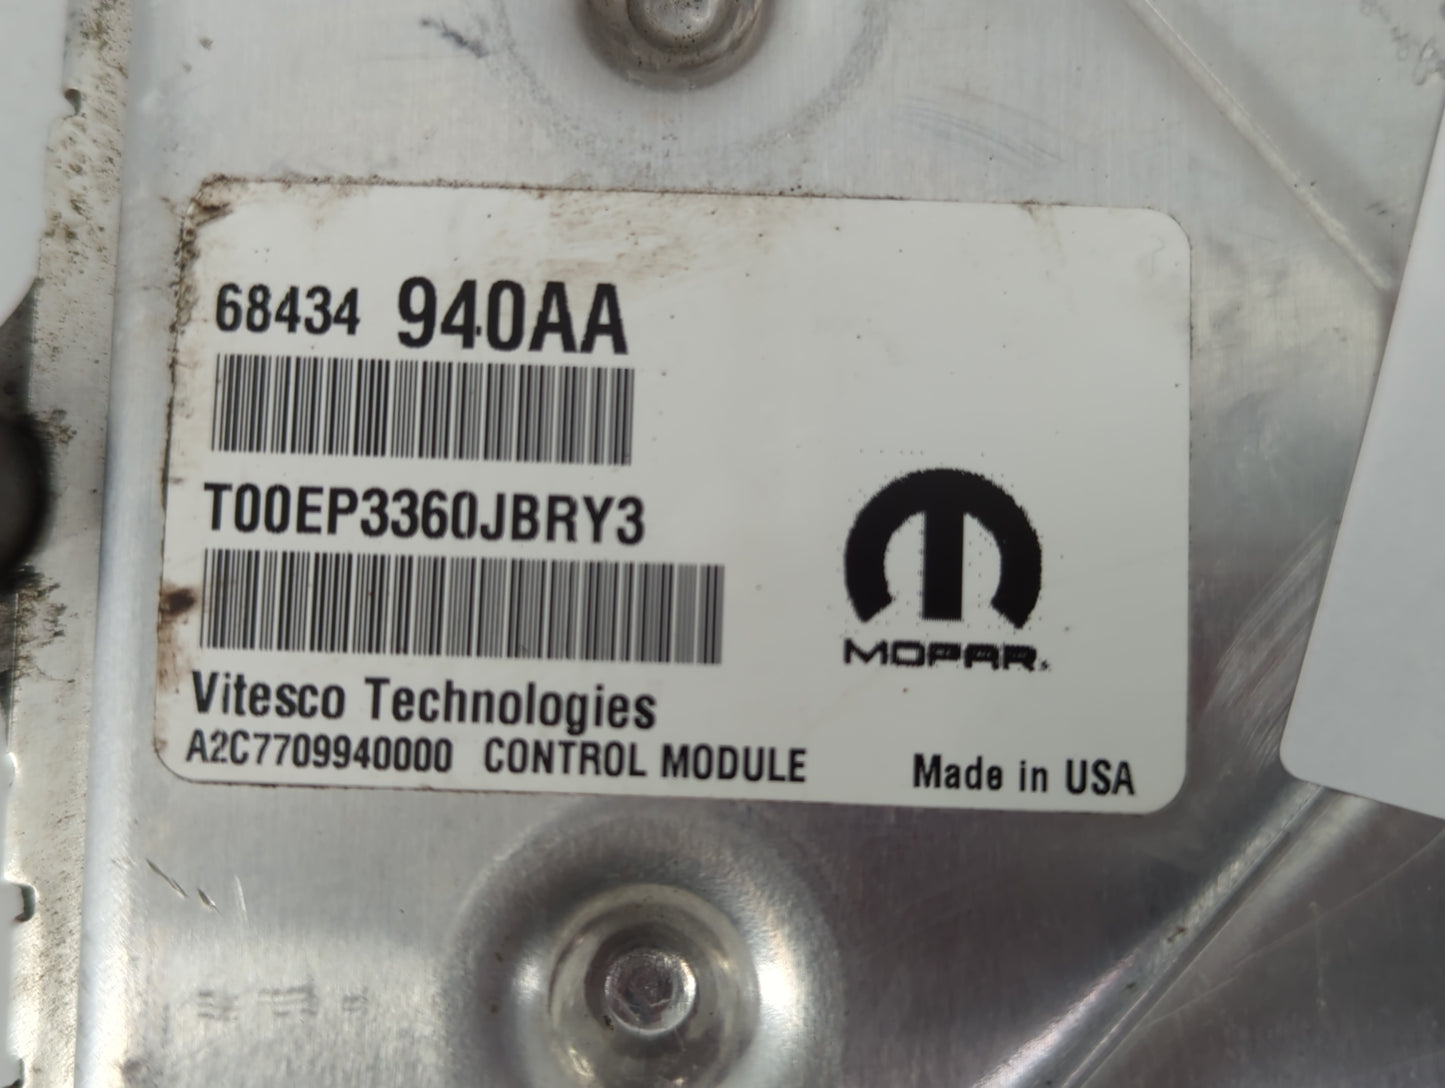 68434 940AA
T00EP3360JBRY3
Vitesco Technologies
A2C7709940000 CONTROL MODULE
MOPAR
Made in USA